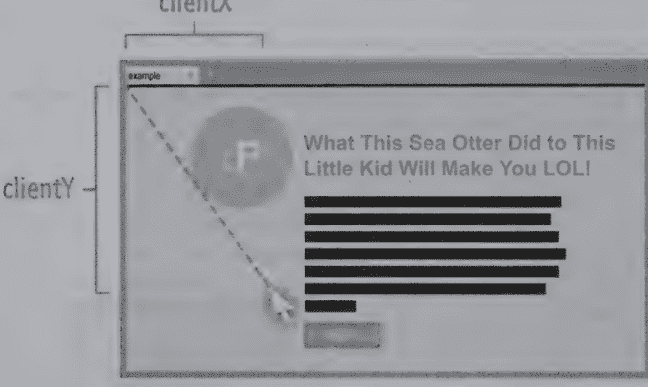 clientX
example
What This Sea Otter Did to This
Little Kid Will Make You LOL!
clientY